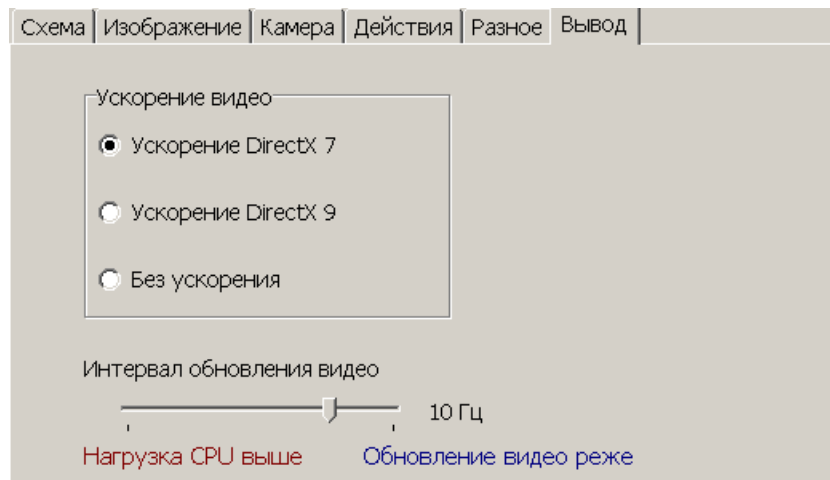 Схема Изображение Камера Действия Разное Вывод
Ускорение видео
Ускорение DirectX 7
Ускорение DirectX 9
Без ускорения
Интервал обновления видео
10 Гц
Нагрузка CPU выше Обновление видео реже